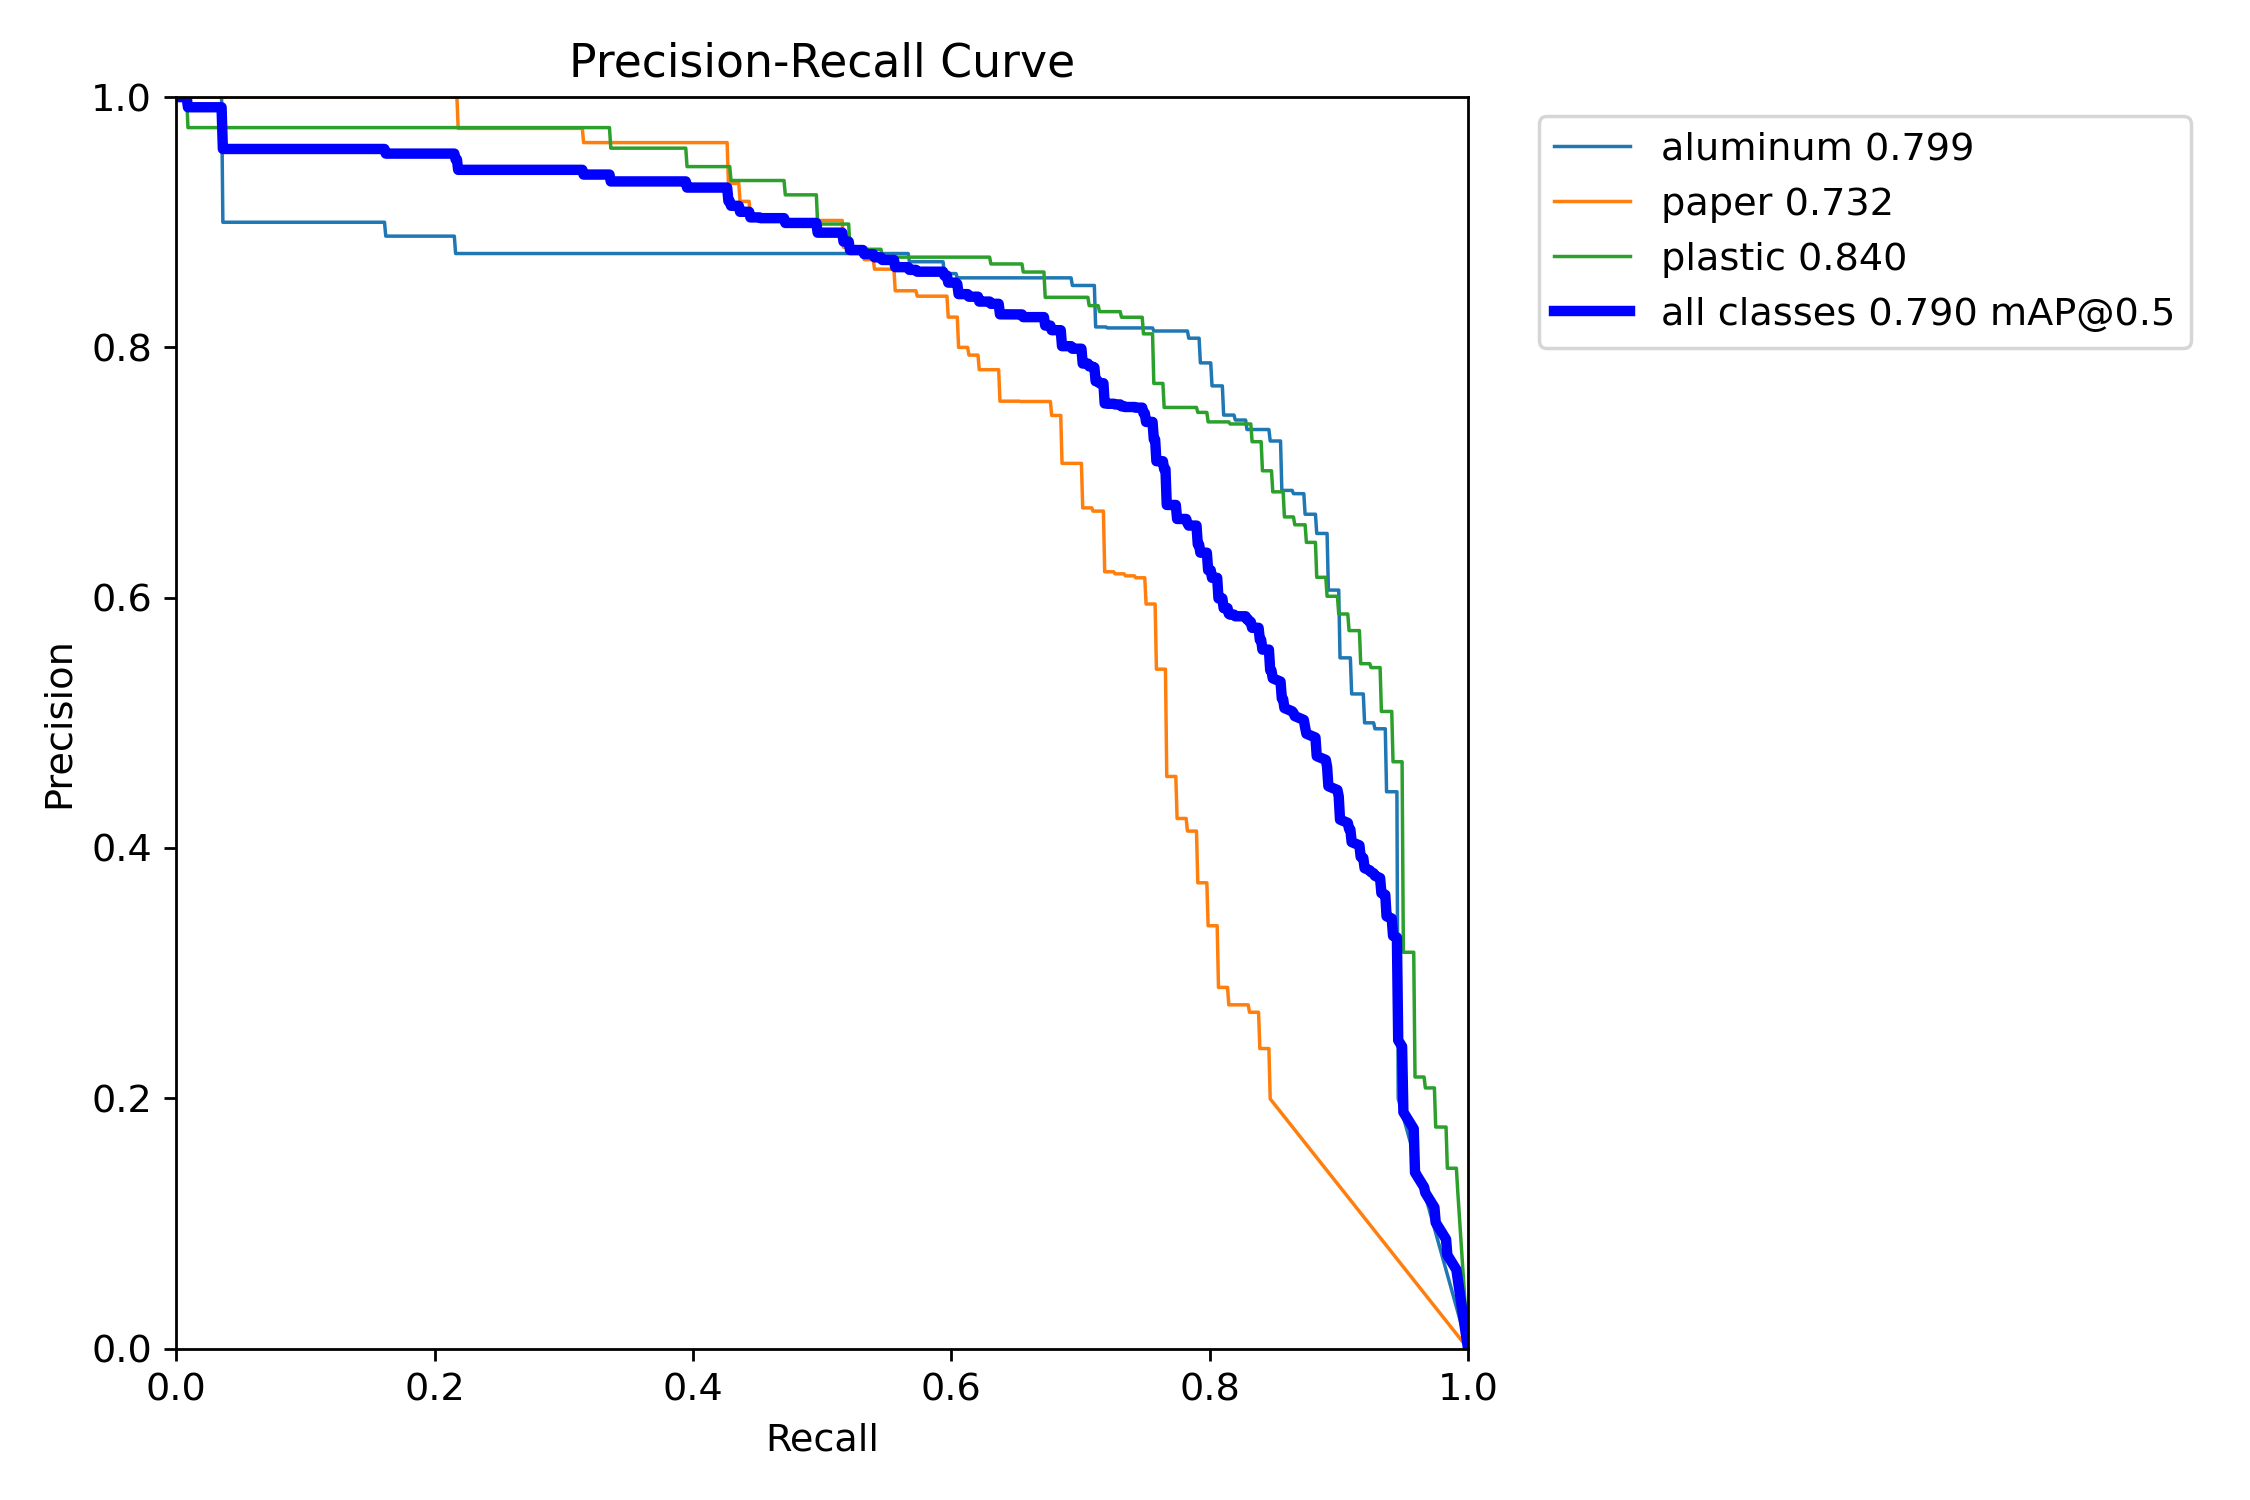 Precision-Recall Curve
1.0
0.8
0.6
0.4
0.2
0.0
Precision
0.0 0.2 0.4 0.6 0.8 1.0
Recall
aluminum 0.799
paper 0.732
plastic 0.840
all classes 0.790 mAP@0.5